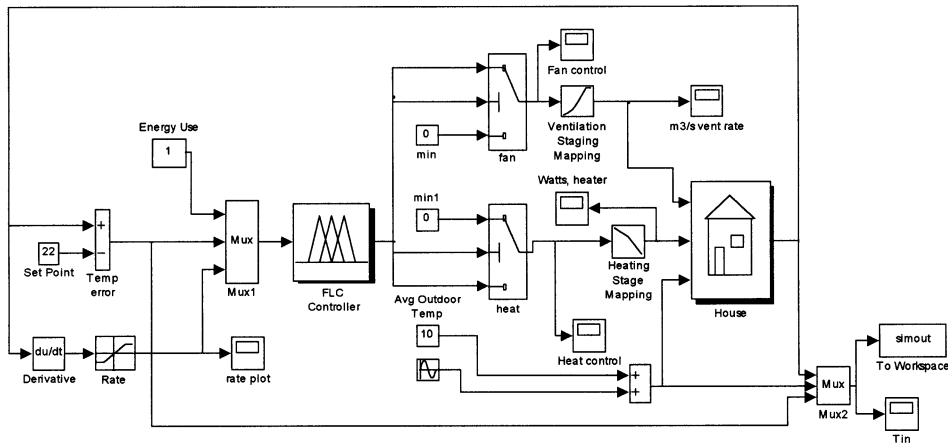 Fan control
Energy Use
1
0
min
fan
Ventilation
Staging
Mapping
m3/s vent rate
Watts, heater
min1
0
+
-
22
Set Point
Temp
error
Mux
Mux1
FLC
Controller
heat
Heating
Stage
Mapping
House
Avg Outdoor
Temp
10
Heat control
du/dt
Derivative
Rate
rate plot
+
+
Mux
Mux2
simout
To Workspace
Tin